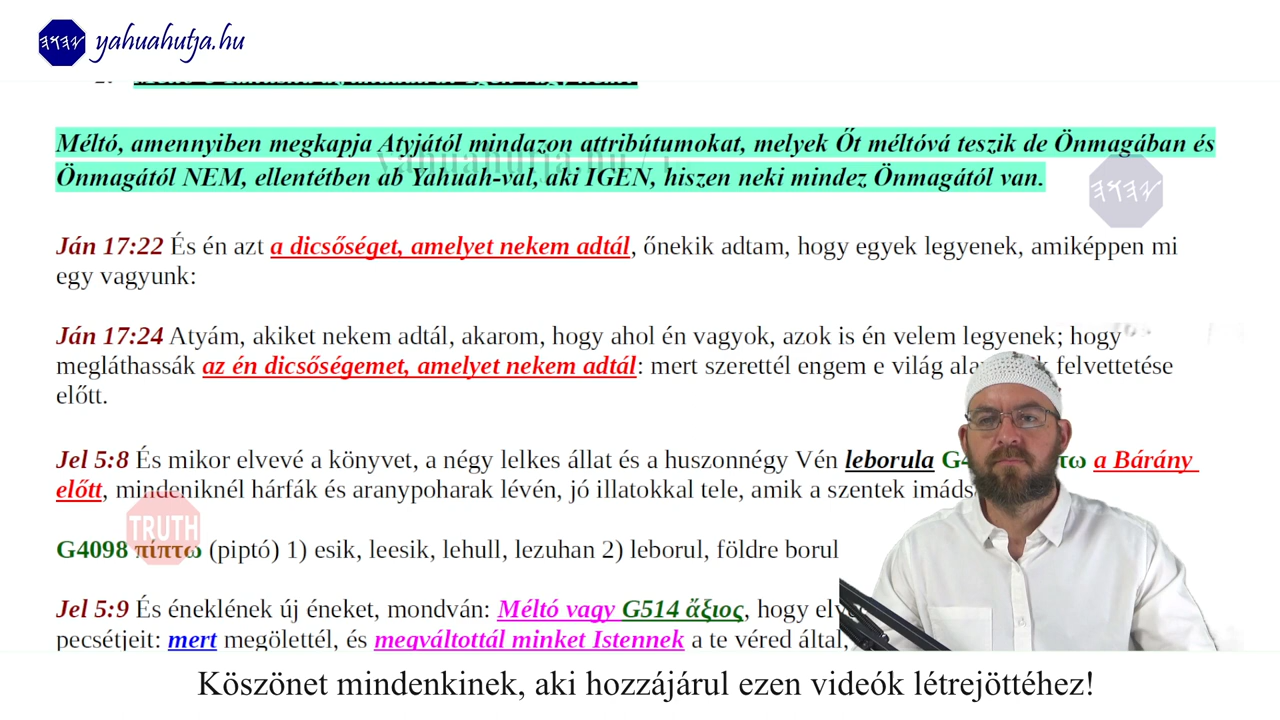 yahuahutja.hu
Méltó, amennyiben megkapja Atyjától mindazon attribútumokat, melyek Őt méltóvá teszik de Önmagában és
Önmagától NEM, ellentétben ab Yahuah-val, aki IGEN, hiszen neki mindez Önmagától van.
Ján 17:22 És én azt a dicsőséget, amelyet nekem adtál, őnekik adtam, hogy egyek legyenek, amiképpen mi
egy vagyunk:
Ján 17:24 Atyám, akiket nekem adtál, akarom, hogy ahol én vagyok, azok is én velem legyenek; hogy
megláthassák az én dicsőségemet, amelyet nekem adtál: mert szerettél engem e világ felvettetése
előtt.
Jel 5:8 És mikor elvevé a könyvet, a négy lelkes állat és a huszonnégy Vén leborula a Bárány
előtt, mindeniknél hárfák és aranypoharak lévén, jó illatokkal tele, amik a szentek
TRUTH
G4098 πίπτω (piptó) 1) esik, leesik, lehull, lezuhan 2) leborul, földre borul
Jel 5:9 És éneklének új éneket, mondván: Méltó vagy G514 ἄξιος, hogy
pecsétjeit: mert megölettél, és megváltottál minket Istennek a te véred által,
Köszönet mindenkinek, aki hozzájárul ezen videók létrejöttéhez!